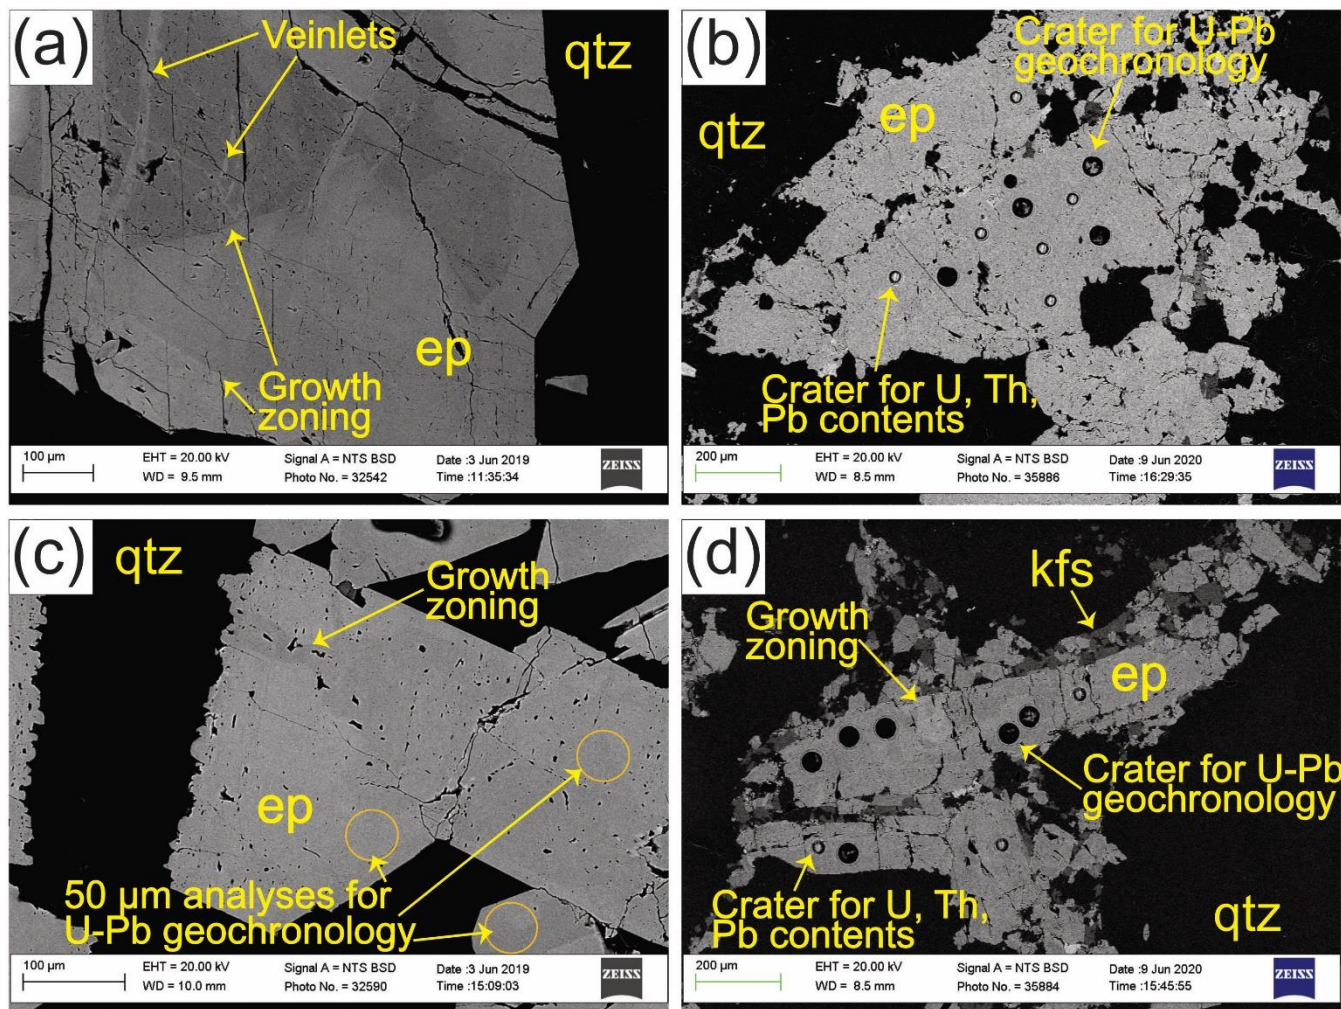 (a)
Veinlets
qtz
ep
Growth
zoning
100 µm
EHT = 20.00 kV
Signal A = NTS BSD
Date :3 Jun 2019
WD = 9.5 mm
Photo No. = 32542
Time :11:35:34
ZEISS
(b)
Crater for U-Pb
geochronology
ep
qtz
Crater for U, Th,
Pb contents
200 µm
EHT = 20.00 kV
Signal A = NTS BSD
Date :9 Jun 2020
WD = 8.5 mm
Photo No. = 35886
Time :16:29:35
ZEISS
(c)
qtz
Growth
zoning
ep
50 µm analyses for
U-Pb geochronology
100 µm
EHT = 20.00 kV
Signal A = NTS BSD
Date :3 Jun 2019
WD = 10.0 mm
Photo No. = 32590
Time :15:09:03
ZEISS
(d)
kfs
Growth
zoning
ep
Crater for U-Pb
geochronology
Crater for U, Th,
Pb contents
qtz
200 µm
EHT = 20.00 kV
Signal A = NTS BSD
Date :9 Jun 2020
WD = 8.5 mm
Photo No. = 35884
Time :15:45:55
ZEISS